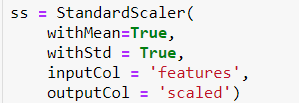 ss = StandardScaler(
    withMean=True,
    withStd = True,
    inputCol = 'features',
    outputCol = 'scaled')